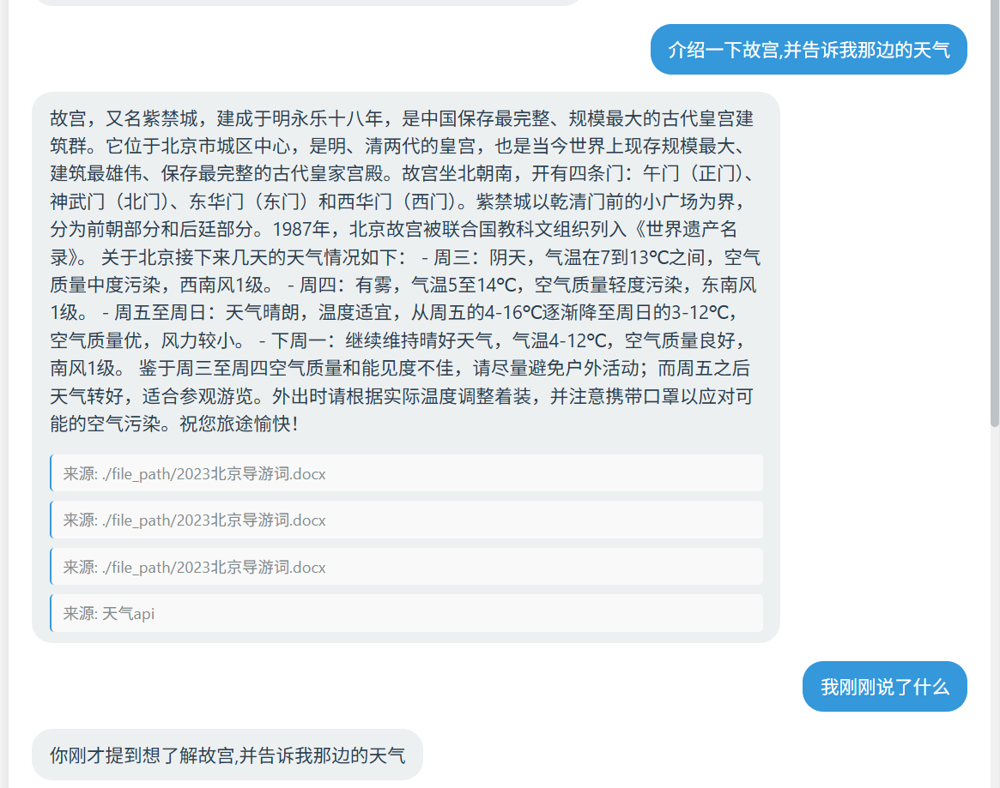 介绍一下故宫,并告诉我那边的天气
故宫，又名紫禁城，建成于明永乐十八年，是中国保存最完整、规模最大的古代皇宫建
筑群。它位于北京市城区中心，是明、清两代的皇宫，也是当今世界上现存规模最大、
建筑最雄伟、保存最完整的古代皇家宫殿。故宫坐北朝南，开有四条门：午门（正门）、
神武门（北门）、东华门（东门）和西华门（西门）。紫禁城以乾清门前的小广场为界，
分为前朝部分和后廷部分。1987年，北京故宫被联合国教科文组织列入《世界遗产名
录》。 关于北京接下来几天的天气情况如下： - 周三：阴天，气温在7到13℃之间，空气
质量中度污染，西南风1级。 - 周四：有雾，气温5至14℃，空气质量轻度污染，东南风
1级。 - 周五至周日：天气晴朗，温度适宜，从周五的4-16℃逐渐降至周日的3-12℃，
空气质量优，风力较小。 - 下周一：继续维持晴好天气，气温4-12℃，空气质量良好，
南风1级。 鉴于周三至周四空气质量和能见度不佳，请尽量避免户外活动；而周五之后
天气转好，适合参观游览。外出时请根据实际温度调整着装，并注意携带口罩以应对可
能的空气污染。祝您旅途愉快！
来源: ./file_path/2023北京导游词.docx
来源: ./file_path/2023北京导游词.docx
来源: ./file_path/2023北京导游词.docx
来源: 天气api
我刚刚说了什么
你刚才提到想了解故宫,并告诉我那边的天气